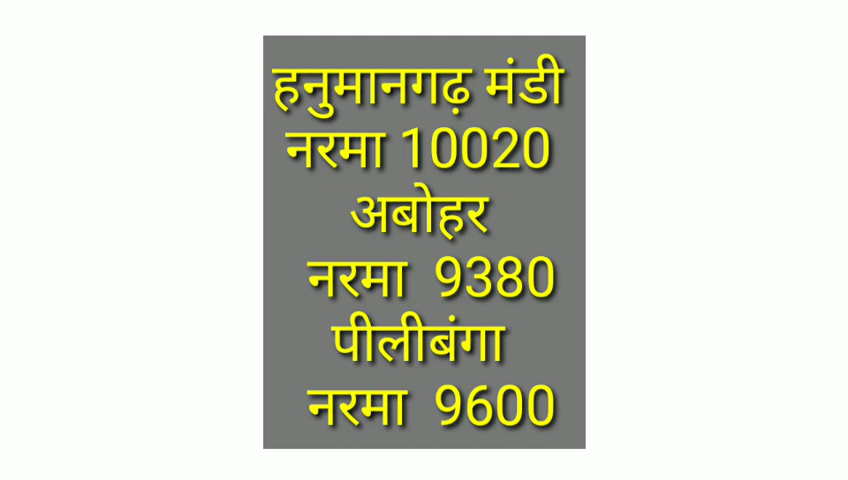 हनुमानगढ़ मंडी
नरमा 10020
अबोहर
नरमा 9380
पीलीबंगा
नरमा 9600